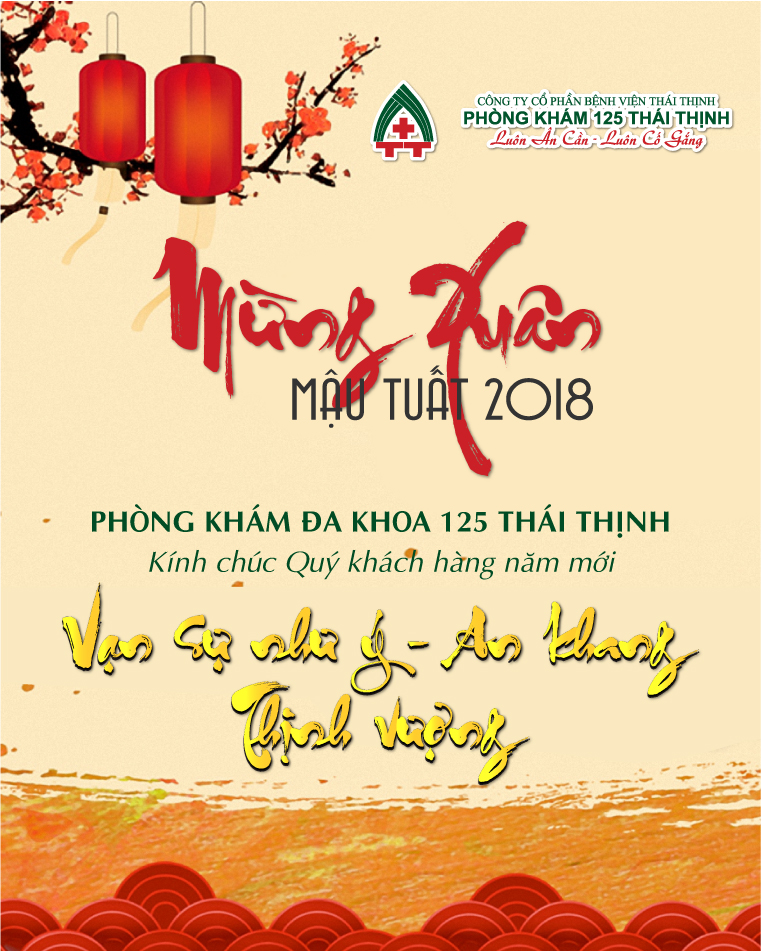 CÔNG TY CỔ PHẦN BỆNH VIỆN THÁI THỊNH
PHÒNG KHÁM 125 THÁI THỊNH
Luôn Ân Cần - Luôn Cố Gắng
Mừng Xuân
MẬU TUẤT 2018
PHÒNG KHÁM ĐA KHOA 125 THÁI THỊNH
Kính chúc Quý khách hàng năm mới
Vạn sự như ý - An khang
Thịnh vượng